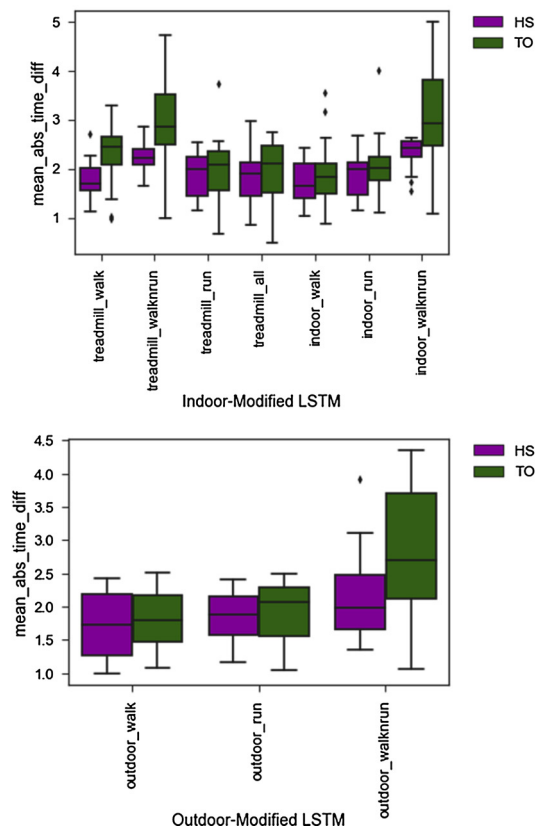 5
4
3
2
1
mean_abs_time_diff
HS
TO
treadmill_walk
treadmill_walknrun
treadmill_run
treadmill_all
indoor_walk
indoor_run
indoor_walknrun
Indoor-Modified LSTM
4.5
4.0
3.5
3.0
2.5
2.0
1.5
1.0
mean_abs_time_diff
HS
TO
outdoor_walk
outdoor_run
outdoor_walknrun
Outdoor-Modified LSTM